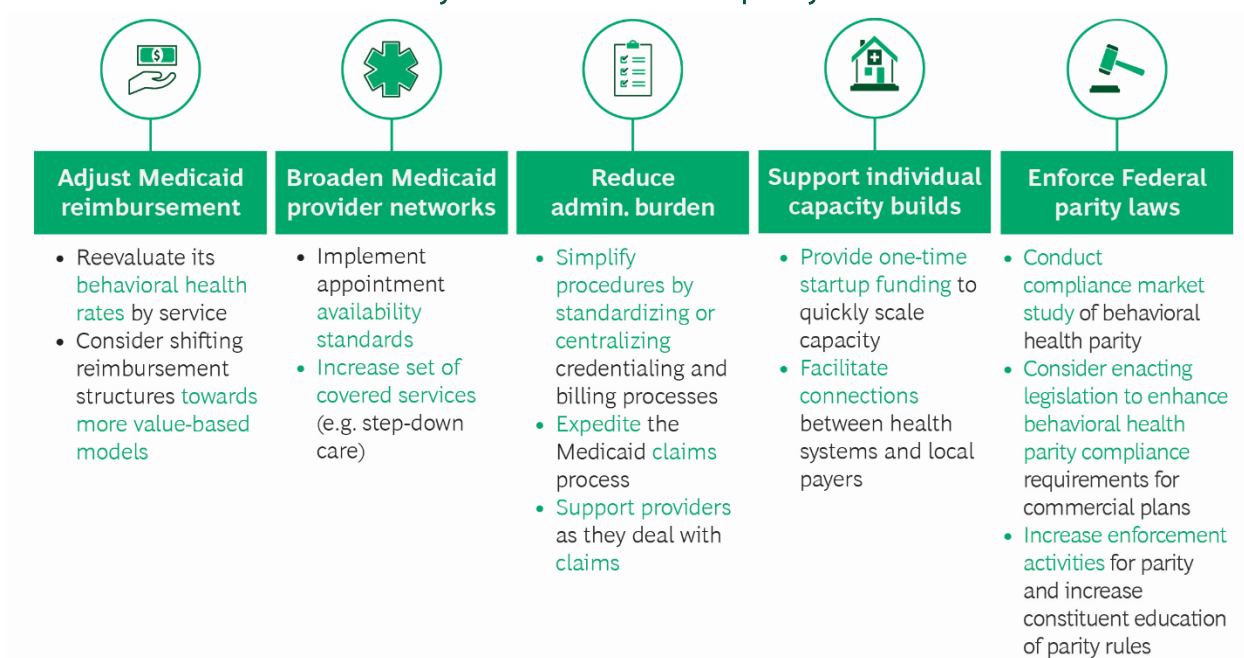 Adjust Medicaid
reimbursement
• Reevaluate its
behavioral health
rates by service
• Consider shifting
reimbursement
structures towards
more value-based
models
Broaden Medicaid
provider networks
• Implement
appointment
availability
standards
• Increase set of
covered services
(e.g. step-down
care)
Reduce
admin. burden
• Simplify
procedures by
standardizing or
centralizing
credentialing and
billing processes
• Expedite the
Medicaid claims
process
• Support providers
as they deal with
claims
Support individual
capacity builds
• Provide one-time
startup funding to
quickly scale
capacity
• Facilitate
connections
between health
systems and local
payers
Enforce Federal
parity laws
• Conduct
compliance market
study of behavioral
health parity
• Consider enacting
legislation to enhance
behavioral health
parity compliance
requirements for
commercial plans
• Increase enforcement
activities for parity
and increase
constituent education
of parity rules